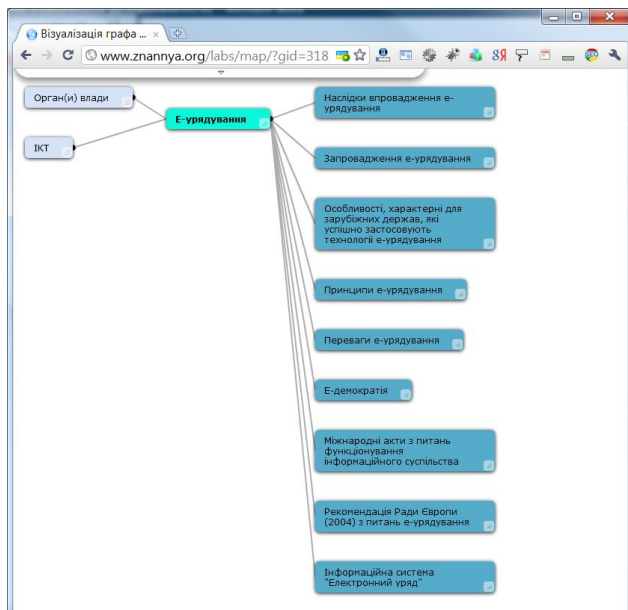 Візуалізація графа ...
www.znannya.org/labs/map/?gid=318
Орган(и) влади
ІКТ
Е-урядування
Наслідки впровадження е-
урядування
Запровадження е-урядування
Особливості, характерні для
зарубіжних держав, які
успішно застосовують
технології е-урядування
Принципи е-урядування
Переваги е-урядування
Е-демократія
Міжнародні акти з питань
функціонування
інформаційного суспільства
Рекомендація Ради Європи
(2004) з питань е-урядування
Інформаційна система
"Електронний уряд"